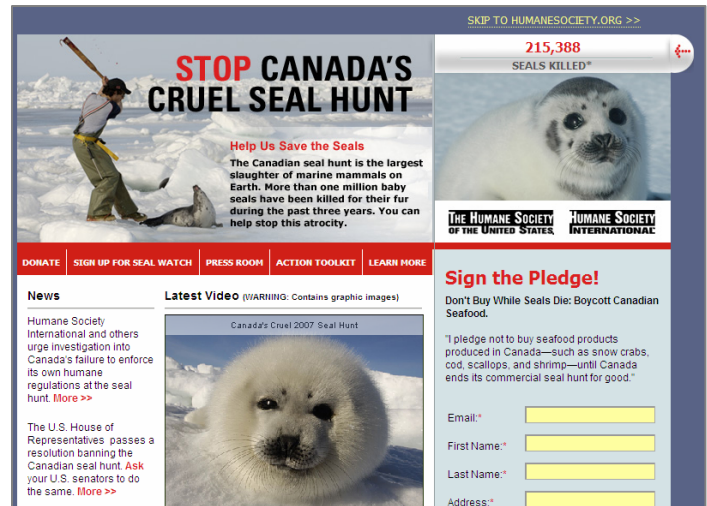 SKIP TO HUMANESOCIETY.ORG >>
STOP CANADA'S
CRUEL SEAL HUNT
Help Us Save the Seals
The Canadian seal hunt is the largest
slaughter of marine mammals on
Earth. More than one million baby
seals have been killed for their fur
during the past three years. You can
help stop this atrocity.
215,388
SEALS KILLED*
THE HUMANE SOCIETY
OF THE UNITED STATES.
HUMANE SOCIETY
INTERNATIONAL
DONATE
SIGN UP FOR SEAL WATCH
PRESS ROOM
ACTION TOOLKIT
LEARN MORE
News
Humane Society
International and others
urge investigation into
Canada's failure to enforce
its own humane
regulations at the seal
hunt. More >>
The U.S. House of
Representatives passes a
resolution banning the
Canadian seal hunt. Ask
your U.S. senators to do
the same. More >>
Latest Video (WARNING: Contains graphic images)
Canada's Cruel 2007 Seal Hunt
Sign the Pledge!
Don't Buy While Seals Die: Boycott Canadian
Seafood.
"I pledge not to buy seafood products
produced in Canada—such as snow crabs,
cod, scallops, and shrimp—until Canada
ends its commercial seal hunt for good."
Email:*
First Name:*
Last Name:*
Address:*